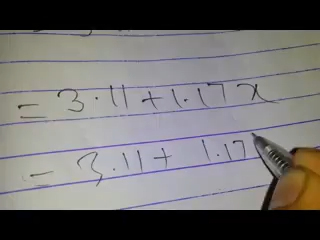 = 3.11 + 1.17x
= 3.11 + 1.17